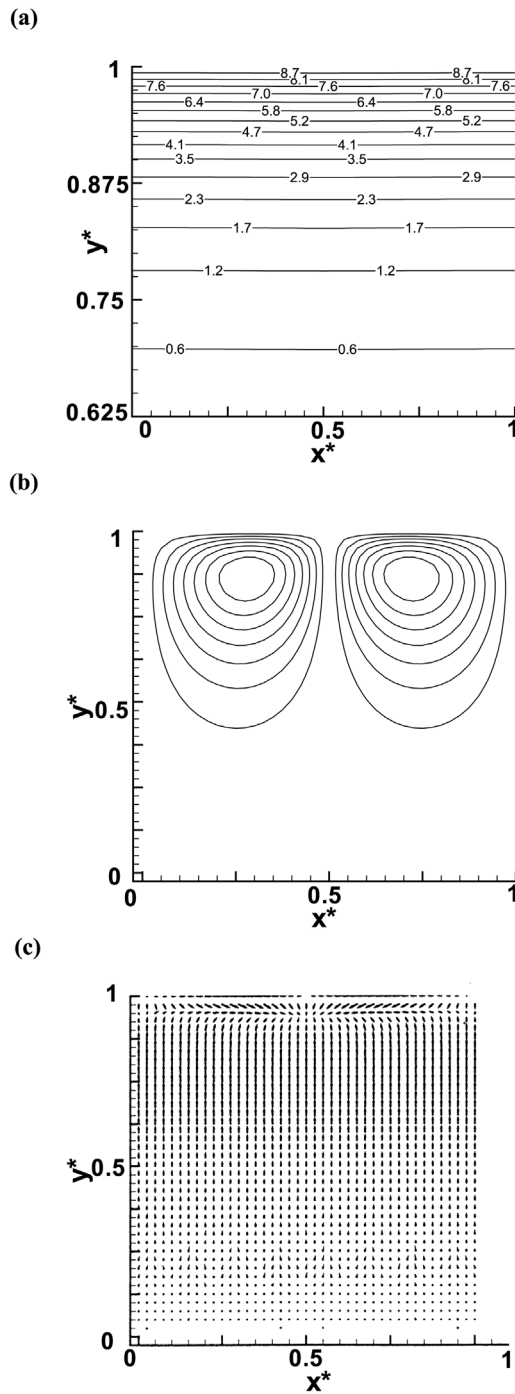 (a)
1
8.7 8.7
8.1 8.1
7.6 7.6 7.6
7.0 7.0
6.4 6.4
5.8 5.8
5.2 5.2
4.7 4.7
4.1 4.1
3.5 3.5
0.875
2.9 2.9
2.3 2.3
y*
1.7 1.7
1.2 1.2
0.75
0.6 0.6
0.625
0 0.5 1
x*
(b)
1
y*
0.5
0
0 0.5 1
x*
(c)
1
y*
0.5
0
0 0.5 1
x*